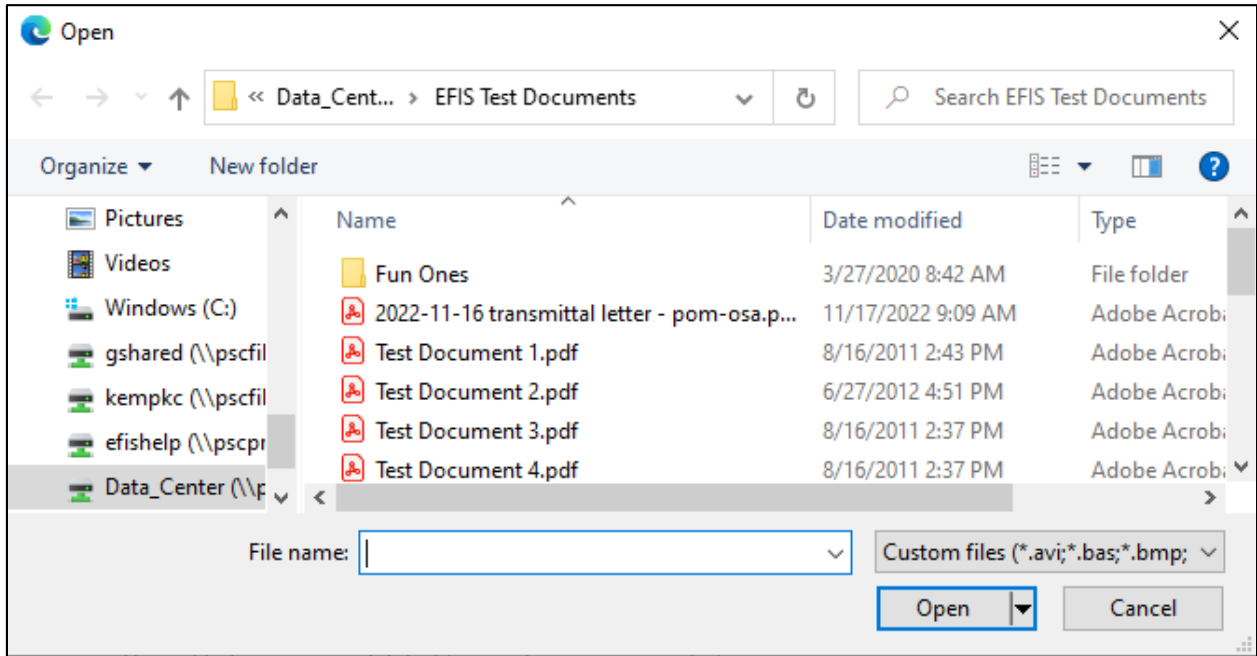 Open
« Data_Cent... › EFIS Test Documents
Search EFIS Test Documents
Organize
New folder
Pictures
Videos
Windows (C:)
gshared (\\pscfil
kempkc (\\pscfil
efishelp (\\pscpr
Data_Center (\\p
Name Date modified Type
Fun Ones 3/27/2020 8:42 AM File folder
2022-11-16 transmittal letter - pom-osa.p... 11/17/2022 9:09 AM Adobe Acroba
Test Document 1.pdf 8/16/2011 2:43 PM Adobe Acroba
Test Document 2.pdf 6/27/2012 4:51 PM Adobe Acroba
Test Document 3.pdf 8/16/2011 2:37 PM Adobe Acroba
Test Document 4.pdf 8/16/2011 2:37 PM Adobe Acroba
File name:
Custom files (*.avi;*.bas;*.bmp;
Open
Cancel